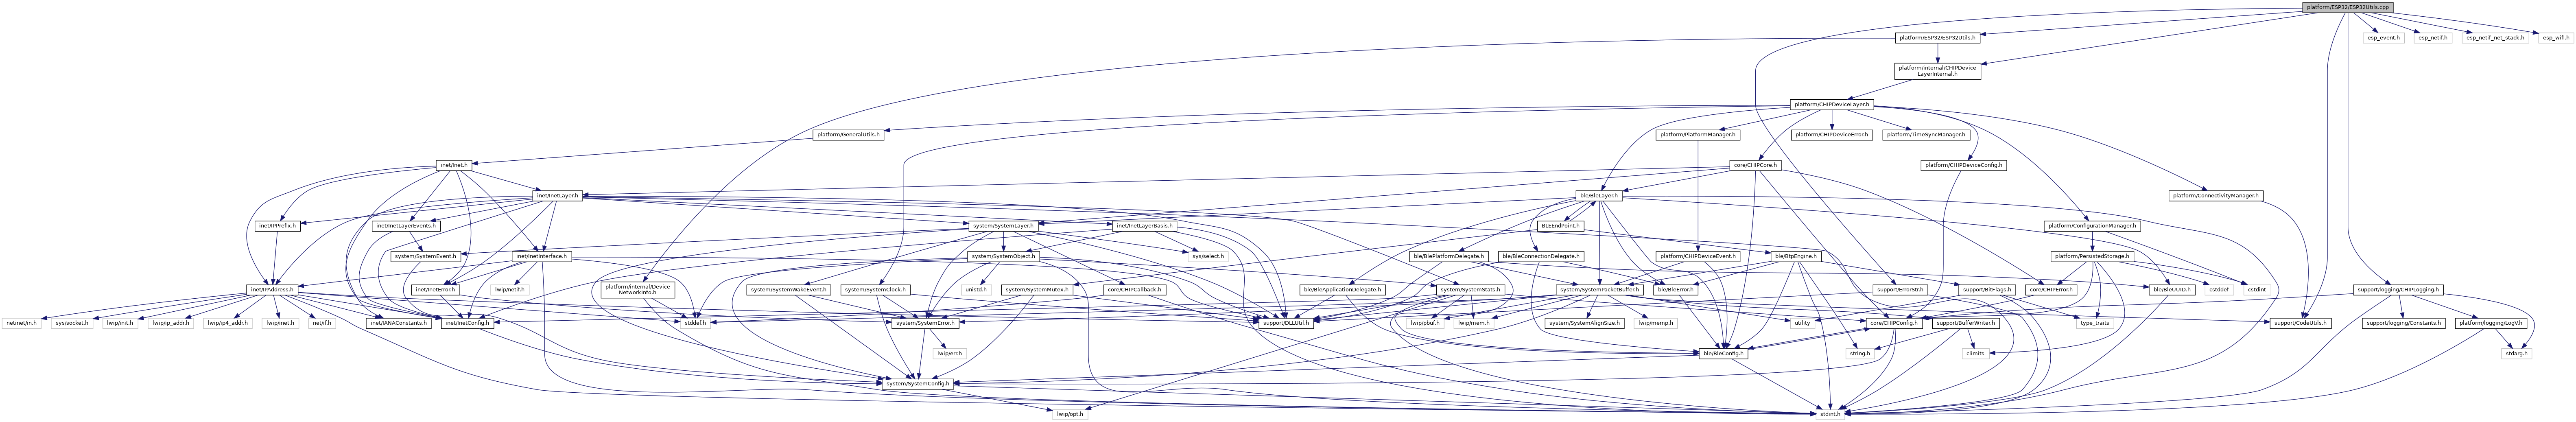 platform/ESP32/ESP32Utils.cpp
platform/ESP32/ESP32Utils.h
esp_event.h
esp_netif.h
esp_netif_net_stack.h
esp_wifi.h
platform/internal/CHIPDevice
LayerInternal.h
platform/CHIPDeviceLayer.h
platform/GeneralUtils.h
platform/PlatformManager.h
platform/CHIPDeviceError.h
platform/TimeSyncManager.h
inet/Inet.h
core/CHIPCore.h
platform/CHIPDeviceConfig.h
inet/InetLayer.h
ble/BleLayer.h
platform/ConnectivityManager.h
inet/IPPrefix.h
inet/InetLayerEvents.h
system/SystemLayer.h
inet/InetLayerBasis.h
BLEEndPoint.h
platform/ConfigurationManager.h
system/SystemEvent.h
inet/InetInterface.h
system/SystemObject.h
sys/select.h
ble/BlePlatformDelegate.h
ble/BleConnectionDelegate.h
platform/CHIPDeviceEvent.h
ble/BtpEngine.h
platform/PersistedStorage.h
inet/IPAddress.h
inet/InetError.h
lwip/netif.h
platform/internal/Device
NetworkInfo.h
system/SystemWakeEvent.h
system/SystemClock.h
unistd.h
system/SystemMutex.h
core/CHIPCallback.h
ble/BleApplicationDelegate.h
system/SystemStats.h
system/SystemPacketBuffer.h
ble/BleError.h
support/ErrorStr.h
support/BitFlags.h
core/CHIPError.h
ble/BleUUID.h
cstddef
cstdint
support/logging/CHIPLogging.h
netinet/in.h
sys/socket.h
lwip/init.h
lwip/ip_addr.h
lwip/ip4_addr.h
lwip/inet.h
net/if.h
inet/IANAConstants.h
inet/InetConfig.h
stddef.h
system/SystemError.h
support/DLLUtil.h
lwip/pbuf.h
lwip/mem.h
system/SystemAlignSize.h
lwip/memp.h
utility
core/CHIPConfig.h
support/BufferWriter.h
type_traits
support/CodeUtils.h
support/logging/Constants.h
platform/logging/LogV.h
lwip/err.h
ble/BleConfig.h
string.h
climits
stdarg.h
system/SystemConfig.h
lwip/opt.h
stdint.h